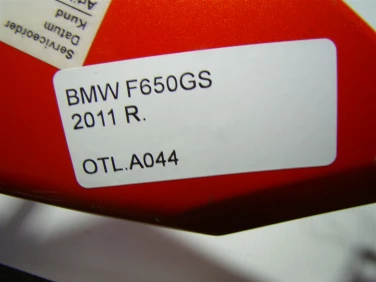 Serviceorder
Datum
Kund
BMW F650GS
2011 R.
OTL.A044